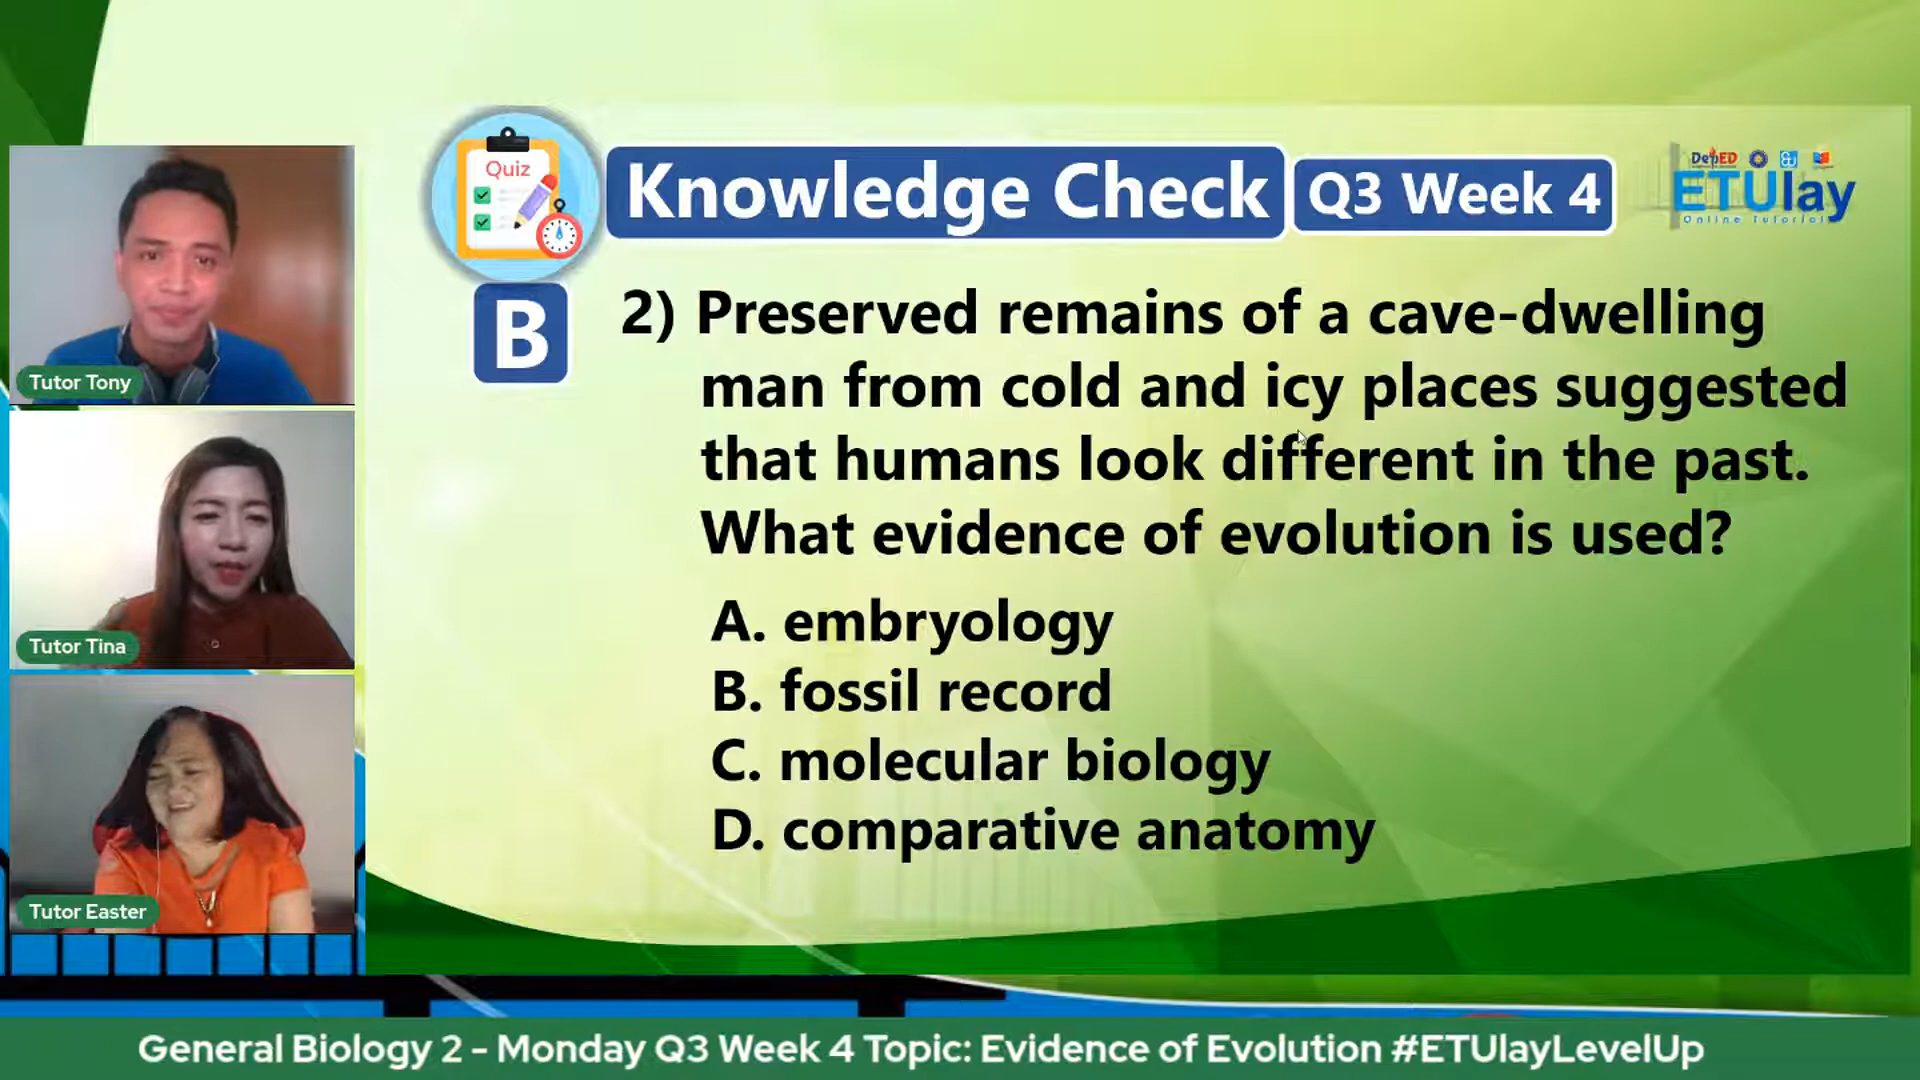 Quiz
Knowledge Check
Q3 Week 4
DepED
ETUlay
Online Tutorial
B
2) Preserved remains of a cave-dwelling
man from cold and icy places suggested
that humans look different in the past.
What evidence of evolution is used?
A. embryology
B. fossil record
C. molecular biology
D. comparative anatomy
Tutor Tony
Tutor Tina
Tutor Easter
General Biology 2 - Monday Q3 Week 4 Topic: Evidence of Evolution #ETUlayLevelUp